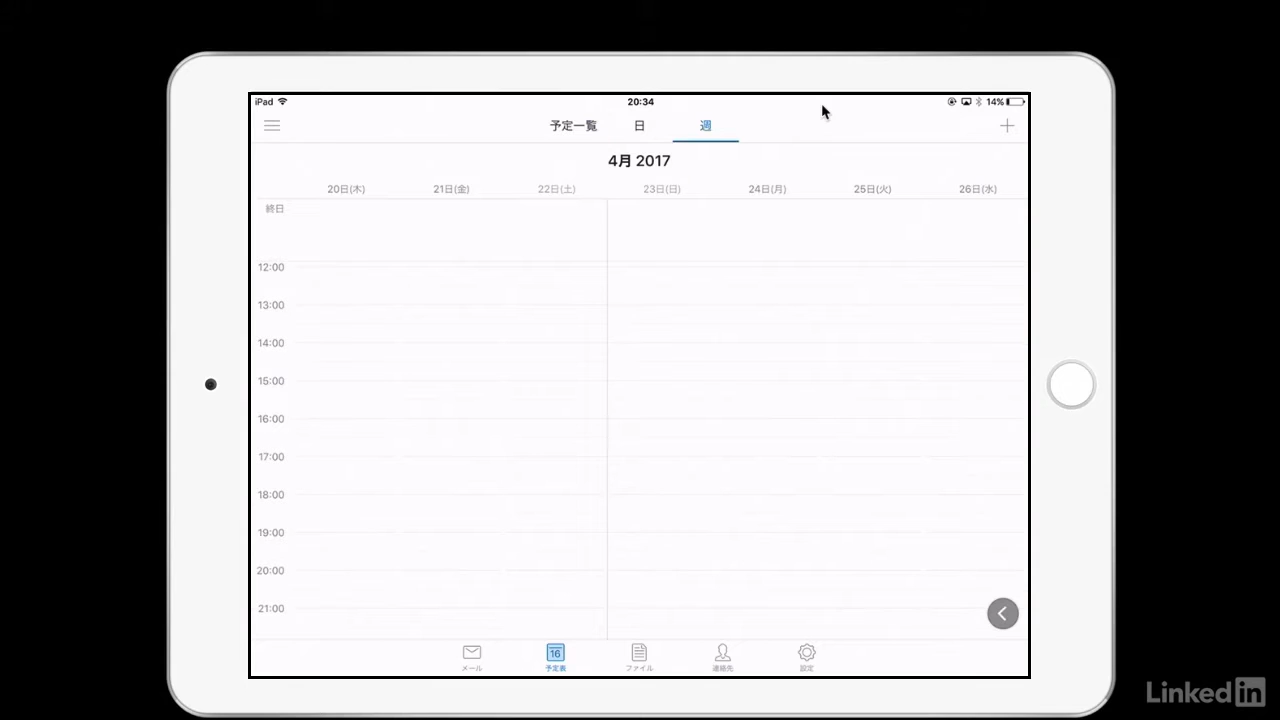 iPad 20:34 14%
予定一覧 日 週
4月 2017
20日(木) 21日(金) 22日(土) 23日(日) 24日(月) 25日(火) 26日(水)
終日
12:00
13:00
14:00
15:00
16:00
17:00
18:00
19:00
20:00
21:00
16
メール 予定表 ファイル 連絡先 設定
LinkedIn